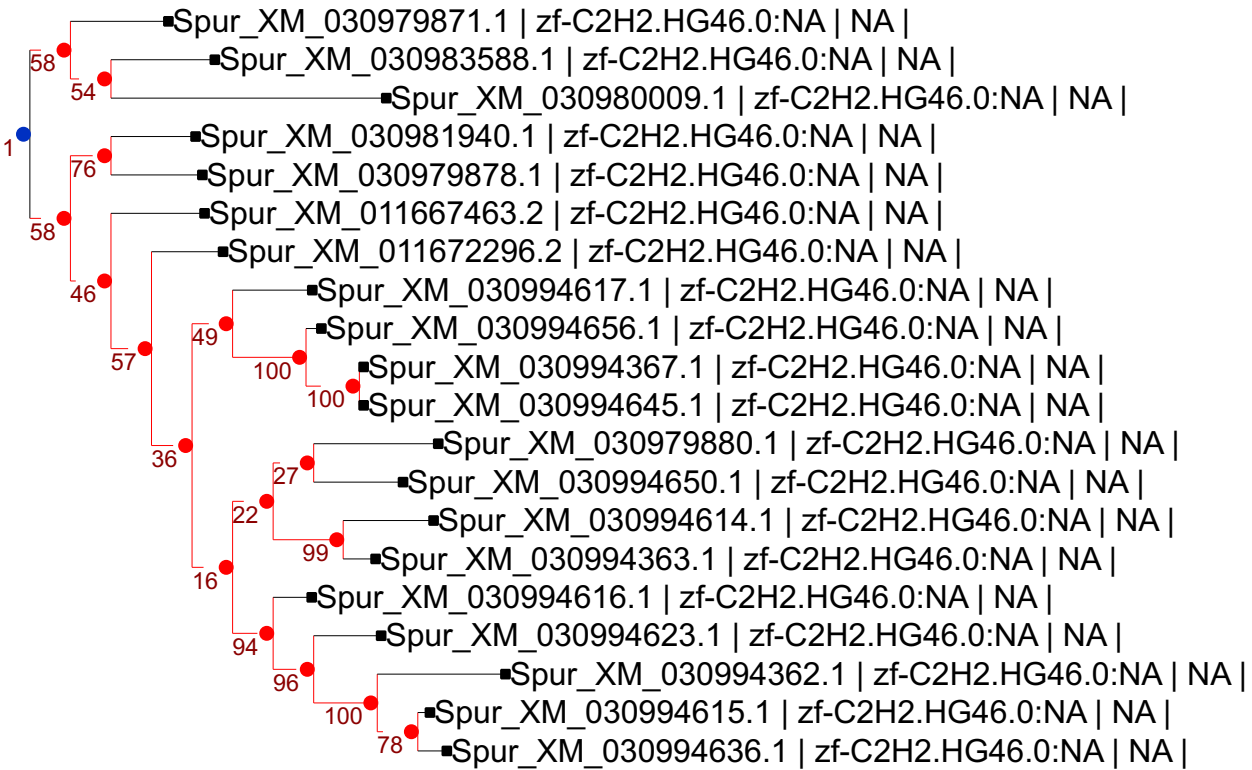 Spur_XM_030979871.1 | zf-C2H2.HG46.0:NA | NA |
58
Spur_XM_030983588.1 | zf-C2H2.HG46.0:NA | NA |
54
Spur_XM_030980009.1 | zf-C2H2.HG46.0:NA | NA |
1
Spur_XM_030981940.1 | zf-C2H2.HG46.0:NA | NA |
76
Spur_XM_030979878.1 | zf-C2H2.HG46.0:NA | NA |
58
Spur_XM_011667463.2 | zf-C2H2.HG46.0:NA | NA |
Spur_XM_011672296.2 | zf-C2H2.HG46.0:NA | NA |
46
Spur_XM_030994617.1 | zf-C2H2.HG46.0:NA | NA |
49
Spur_XM_030994656.1 | zf-C2H2.HG46.0:NA | NA |
57
100
Spur_XM_030994367.1 | zf-C2H2.HG46.0:NA | NA |
100
Spur_XM_030994645.1 | zf-C2H2.HG46.0:NA | NA |
36
Spur_XM_030979880.1 | zf-C2H2.HG46.0:NA | NA |
27
Spur_XM_030994650.1 | zf-C2H2.HG46.0:NA | NA |
22
Spur_XM_030994614.1 | zf-C2H2.HG46.0:NA | NA |
99
Spur_XM_030994363.1 | zf-C2H2.HG46.0:NA | NA |
16
Spur_XM_030994616.1 | zf-C2H2.HG46.0:NA | NA |
Spur_XM_030994623.1 | zf-C2H2.HG46.0:NA | NA |
94
Spur_XM_030994362.1 | zf-C2H2.HG46.0:NA | NA |
96
Spur_XM_030994615.1 | zf-C2H2.HG46.0:NA | NA |
100
78
Spur_XM_030994636.1 | zf-C2H2.HG46.0:NA | NA |